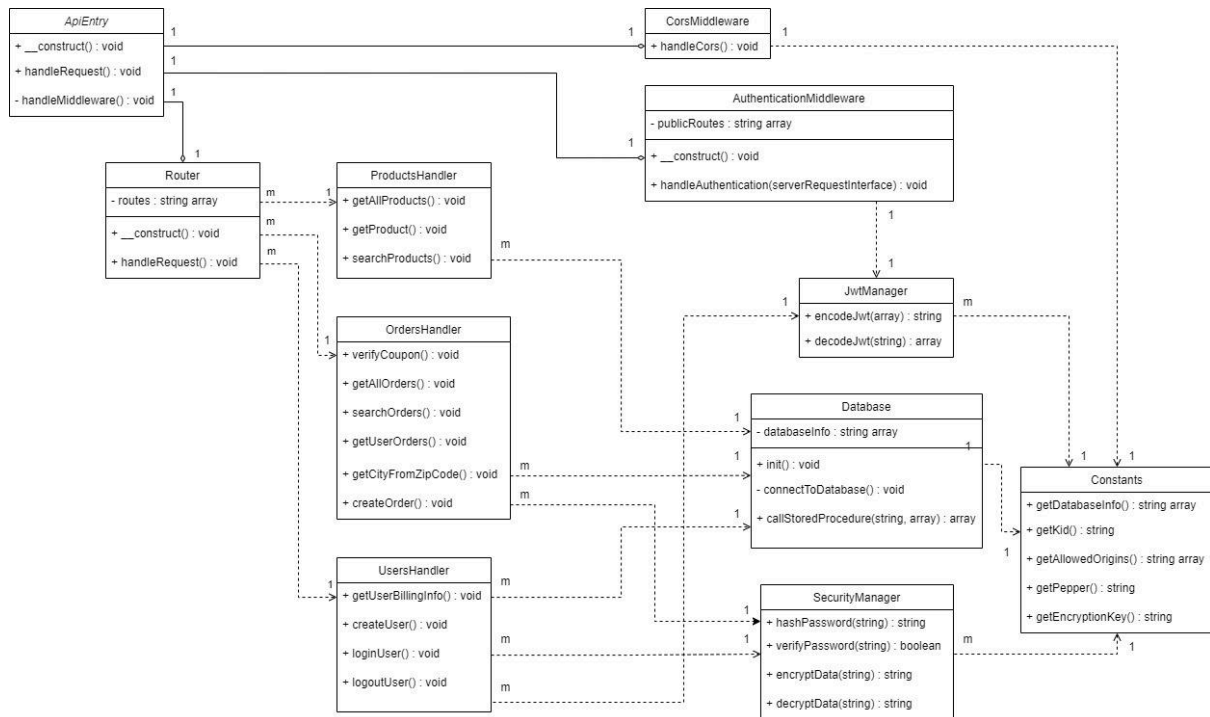 ApiEntry
+ __construct() : void
+ handleRequest() : void
- handleMiddleware() : void
1
1
1
1
1
1
CorsMiddleware
+ handleCors() : void
1
AuthenticationMiddleware
- publicRoutes : string array
+ __construct() : void
+ handleAuthentication(serverRequestInterface) : void
1
1
Router
- routes : string array
+ __construct() : void
+ handleRequest() : void
m
m
m
1
1
1
ProductsHandler
+ getAllProducts() : void
+ getProduct() : void
+ searchProducts() : void
m
JwtManager
+ encodeJwt(array) : string
+ decodeJwt(string) : array
1
m
OrdersHandler
+ verifyCoupon() : void
+ getAllOrders() : void
+ searchOrders() : void
+ getUserOrders() : void
+ getCityFromZipCode() : void
+ createOrder() : void
m
m
Database
- databaseInfo : string array
+ init() : void
- connectToDatabase() : void
+ callStoredProcedure(string, array) : array
1
1
1
1
1
1
1
Constants
+ getDatabaseInfo() : string array
+ getKid() : string
+ getAllowedOrigins() : string array
+ getPepper() : string
+ getEncryptionKey() : string
1
UsersHandler
+ getUserBillingInfo() : void
+ createUser() : void
+ loginUser() : void
+ logoutUser() : void
m
m
m
SecurityManager
+ hashPassword(string) : string
+ verifyPassword(string) : boolean
+ encryptData(string) : string
+ decryptData(string) : string
1
1
m